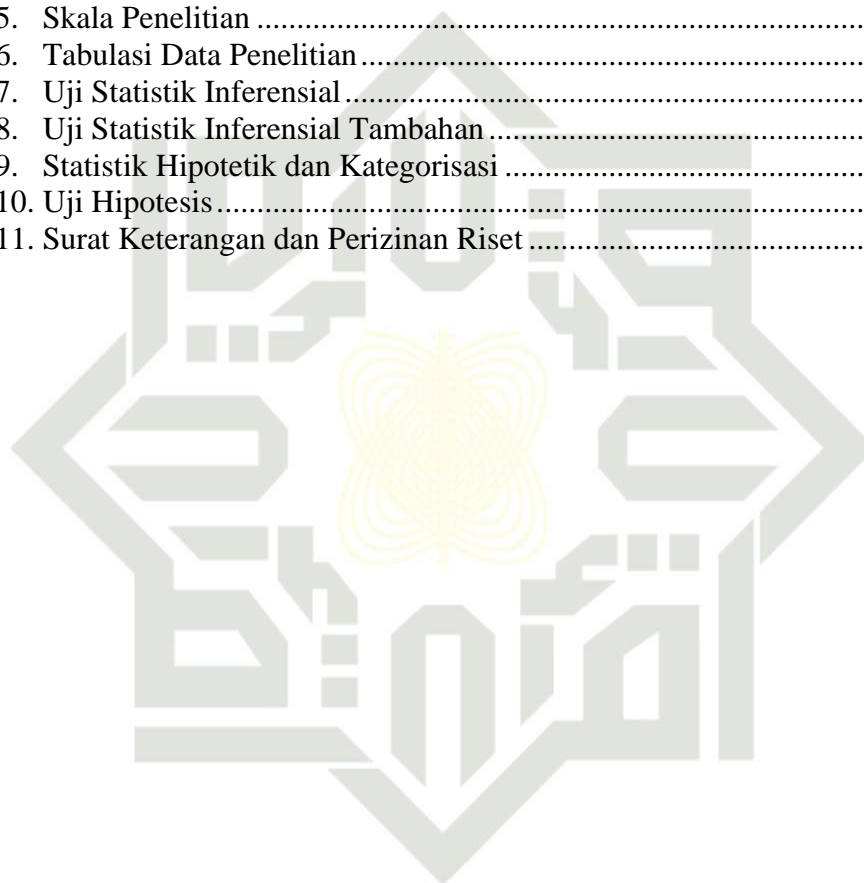 5. Skala Penelitian ....................................................................................
6. Tabulasi Data Penelitian ....................................................................
7. Uji Statistik Inferensial ......................................................................
8. Uji Statistik Inferensial Tambahan ..................................................
9. Statistik Hipotetik dan Kategorisasi ................................................
10. Uji Hipotesis ........................................................................................
11. Surat Keterangan dan Perizinan Riset .............................................